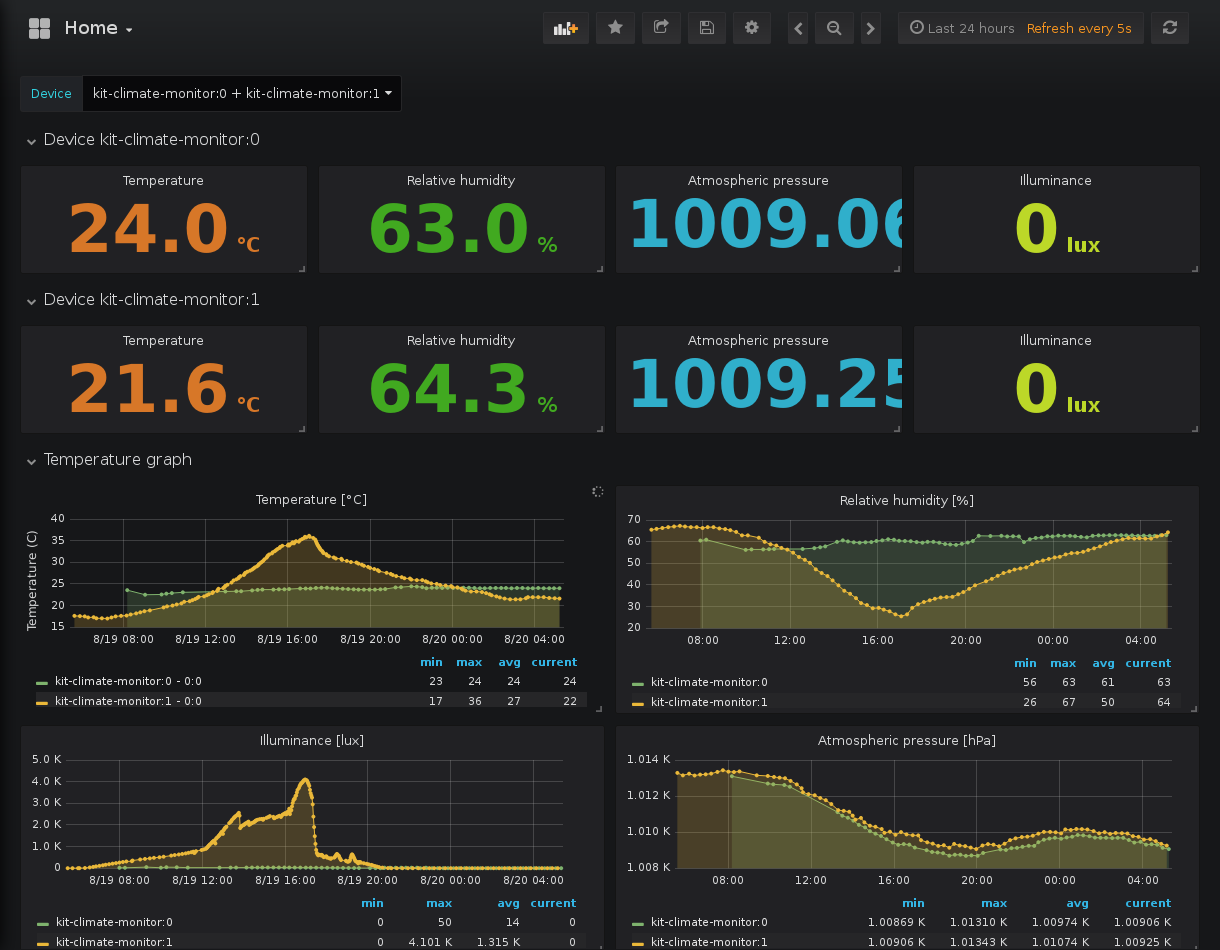 Home
Last 24 hours Refresh every 5s
Device kit-climate-monitor:0 + kit-climate-monitor:1
Device kit-climate-monitor:0
Temperature Relative humidity Atmospheric pressure Illuminance
24.0 °C 63.0 % 1009.06 0 lux
Device kit-climate-monitor:1
Temperature Relative humidity Atmospheric pressure Illuminance
21.6 °C 64.3 % 1009.25 0 lux
Temperature graph
Temperature [°C]
Temperature (C)
40
35
30
25
20
15
8/19 08:00 8/19 12:00 8/19 16:00 8/19 20:00 8/20 00:00 8/20 04:00
min max avg current
kit-climate-monitor:0 - 0:0 23 24 24 24
kit-climate-monitor:1 - 0:0 17 36 27 22
Relative humidity [%]
70
60
50
40
30
20
08:00 12:00 16:00 20:00 00:00 04:00
min max avg current
kit-climate-monitor:0 56 63 61 63
kit-climate-monitor:1 26 67 50 64
Illuminance [lux]
5.0 K
4.0 K
3.0 K
2.0 K
1.0 K
0
8/19 08:00 8/19 12:00 8/19 16:00 8/19 20:00 8/20 00:00 8/20 04:00
min max avg current
kit-climate-monitor:0 0 50 14 0
kit-climate-monitor:1 0 4.101 K 1.315 K 0
Atmospheric pressure [hPa]
1.014 K
1.012 K
1.010 K
1.008 K
08:00 12:00 16:00 20:00 00:00 04:00
min max avg current
kit-climate-monitor:0 1.00869 K 1.01310 K 1.00974 K 1.00906 K
kit-climate-monitor:1 1.00906 K 1.01343 K 1.01074 K 1.00925 K